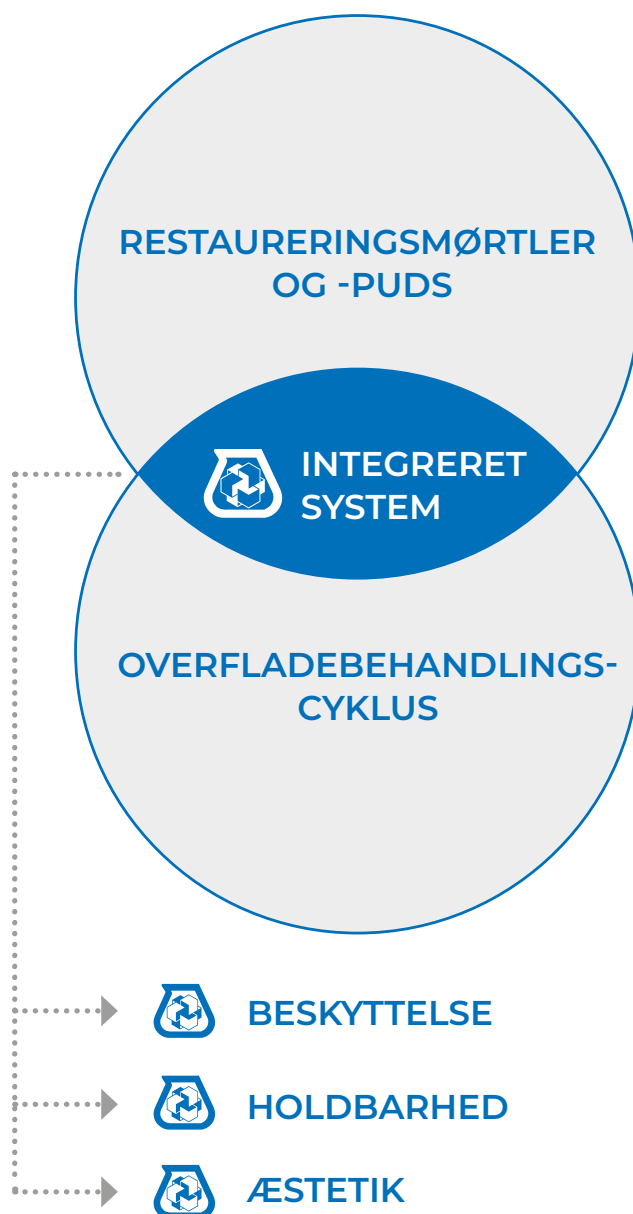 RESTAURERINGSMØRTLER
OG -PUDS
INTEGRERET
SYSTEM
OVERFLADEBEHANDLINGS-
CYKLUS
BESKYTTELSE
HOLDBARHED
ÆSTETIK